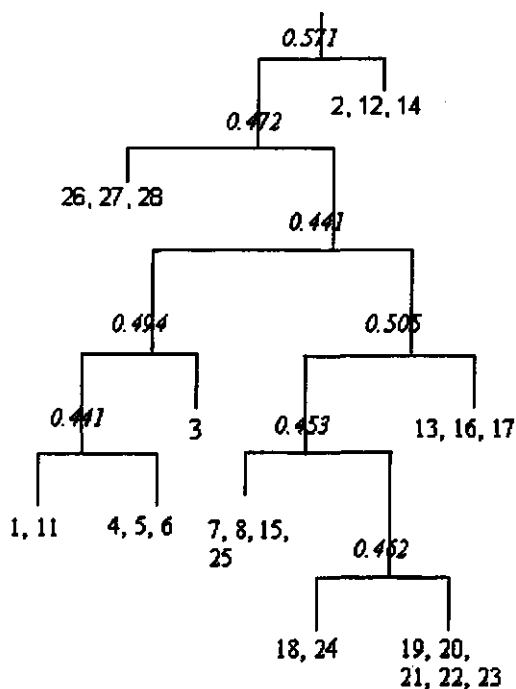 0.571
2, 12, 14
0.472
26, 27, 28
0.441
0.494
0.505
0.441
3
0.453
13, 16, 17
1, 11
4, 5, 6
7, 8, 15,
25
0.462
18, 24
19, 20,
21, 22, 23